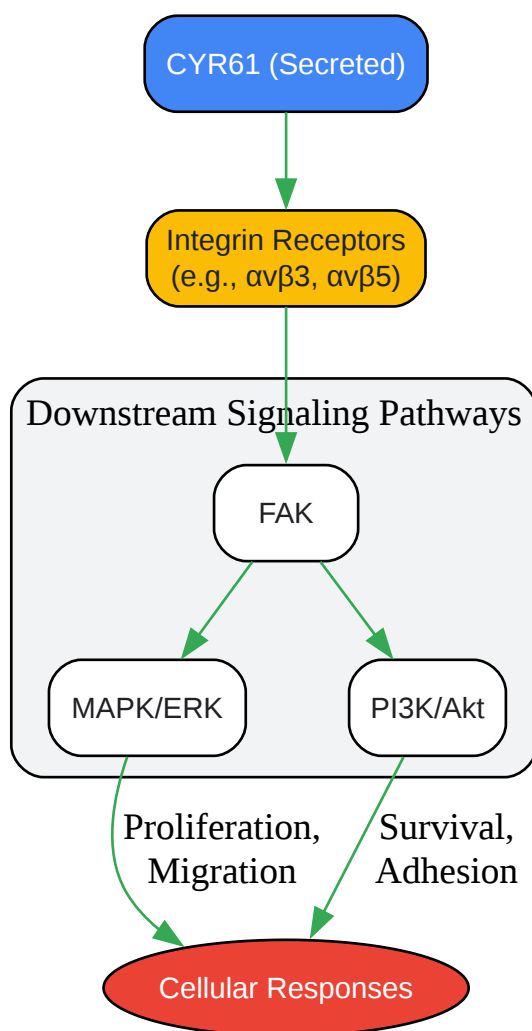 CYR61 (Secreted)
Integrin Receptors
(e.g., αvβ3, αvβ5)
Downstream Signaling Pathways
FAK
MAPK/ERK
PI3K/Akt
Proliferation,
Migration
Survival,
Adhesion
Cellular Responses